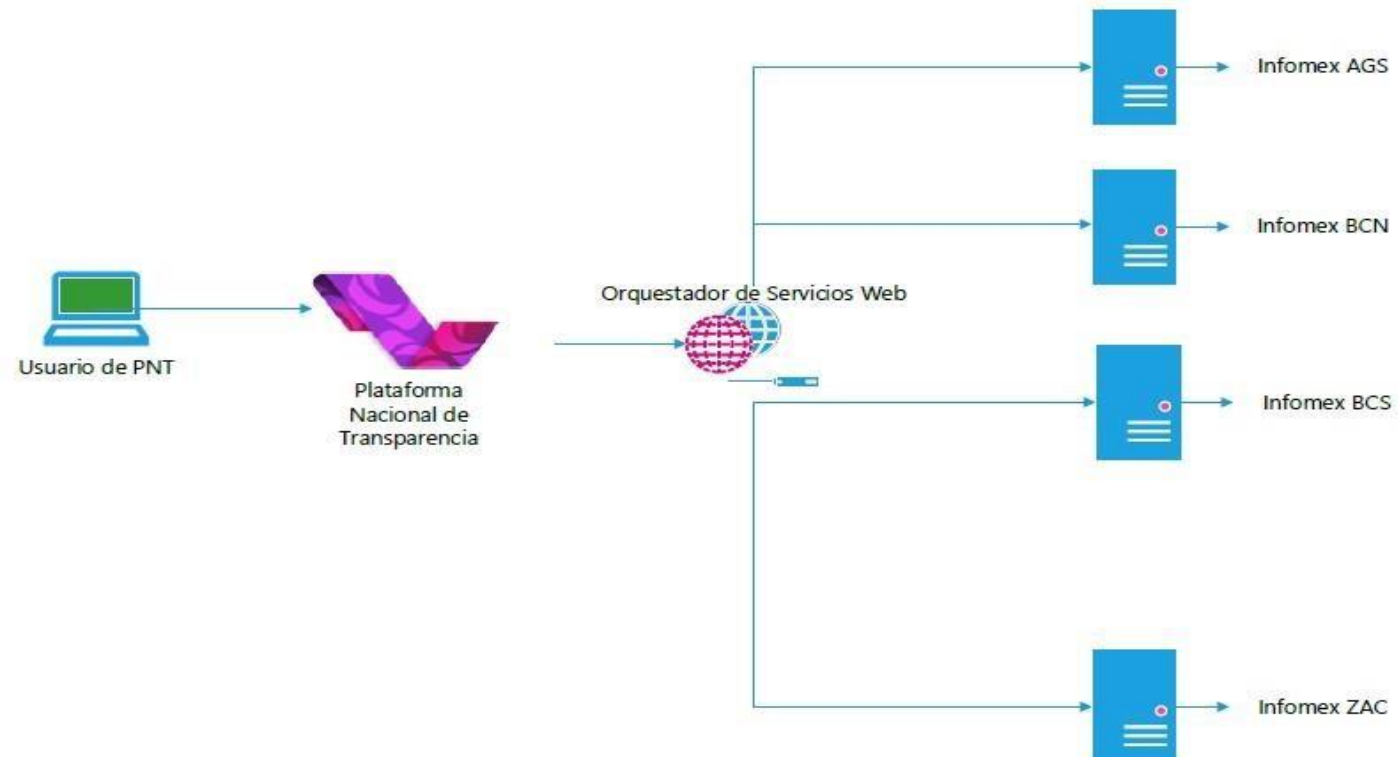 Infomex AGS
Infomex BCN
Orquestador de Servicios Web
Usuario de PNT
Plataforma
Nacional de
Transparencia
Infomex BCS
Infomex ZAC